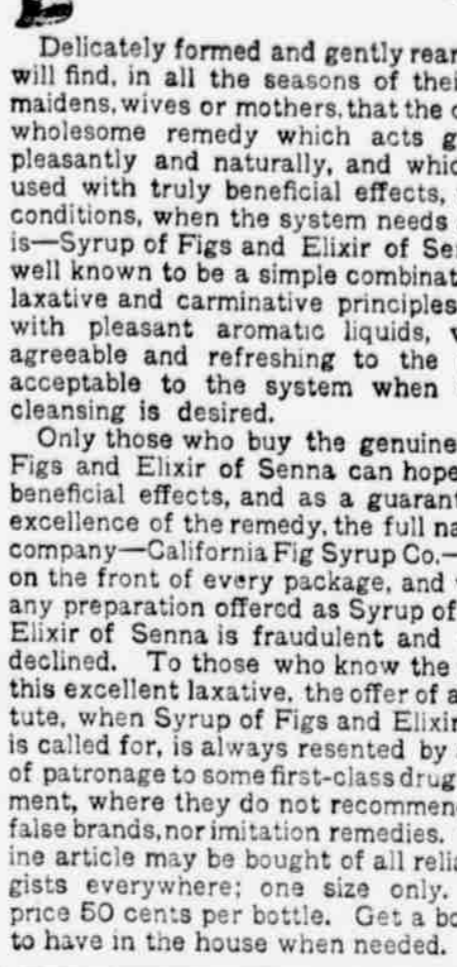 Delicately formed and gently rear
will find, in all the seasons of thei
maidens, wives or mothers, that the o
wholesome remedy which acts g
pleasantly and naturally, and whic
used with truly beneficial effects,
conditions, when the system needs
is—Syrup of Figs and Elixir of Se
well known to be a simple combinat
laxative and carminative principles
with pleasant aromatic liquids, v
agreeable and refreshing to the
acceptable to the system when
cleansing is desired.
Only those who buy the genuine
Figs and Elixir of Senna can hope
beneficial effects, and as a guarant
excellence of the remedy, the full na
company—California Fig Syrup Co.—
on the front of every package, and
any preparation offered as Syrup of
Elixir of Senna is fraudulent and
declined. To those who know the
this excellent laxative, the offer of a
tute, when Syrup of Figs and Elixir
is called for, is always resented by
of patronage to some first-class drug
ment, where they do not recommend
false brands, nor imitation remedies.
ine article may be bought of all relia
gists everywhere; one size only.
price 50 cents per bottle. Get a bo
to have in the house when needed.